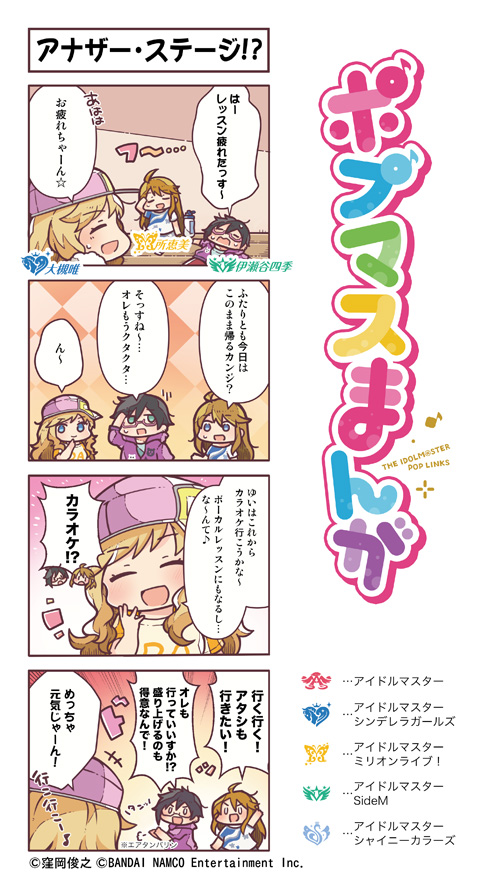 アナザー・ステージ!?
はー
レッスン疲れたっす〜
フ〜…
あはは
お疲れちゃーん☆
大槻唯
所恵美
伊瀬谷四季
ふたりとも今日は
このまま帰るカンジ?
そっすね〜…
オレもうクタクタ…
ん〜
ゆいはこれから
カラオケ行こうかな〜
ボーカルレッスンにもなるし…
な〜んて♪
カラオケ!?
行く行く!
アタシも
行きたい!
オレも
行っていいすか!?
盛り上げるのも
得意なんで!
めっちゃ
元気じゃーん!
行こ行こー♪
※エアタンバリン
ポプマスまんが
THE IDOLM@STER
POP LINKS
…アイドルマスター
…アイドルマスター
シンデレラガールズ
…アイドルマスター
ミリオンライブ!
…アイドルマスター
SideM
…アイドルマスター
シャイニーカラーズ
©窪岡俊之 ©BANDAI NAMCO Entertainment Inc.